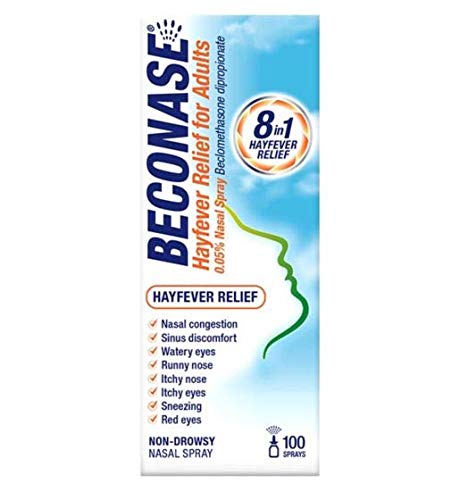 BECONASE®
Hayfever Relief for Adults
0.05% Nasal Spray Beclomethasone dipropionate
8 in 1
HAYFEVER
RELIEF
HAYFEVER RELIEF
Nasal congestion
Sinus discomfort
Watery eyes
Runny nose
Itchy nose
Itchy eyes
Sneezing
Red eyes
NON-DROWSY
NASAL SPRAY
100
SPRAYS